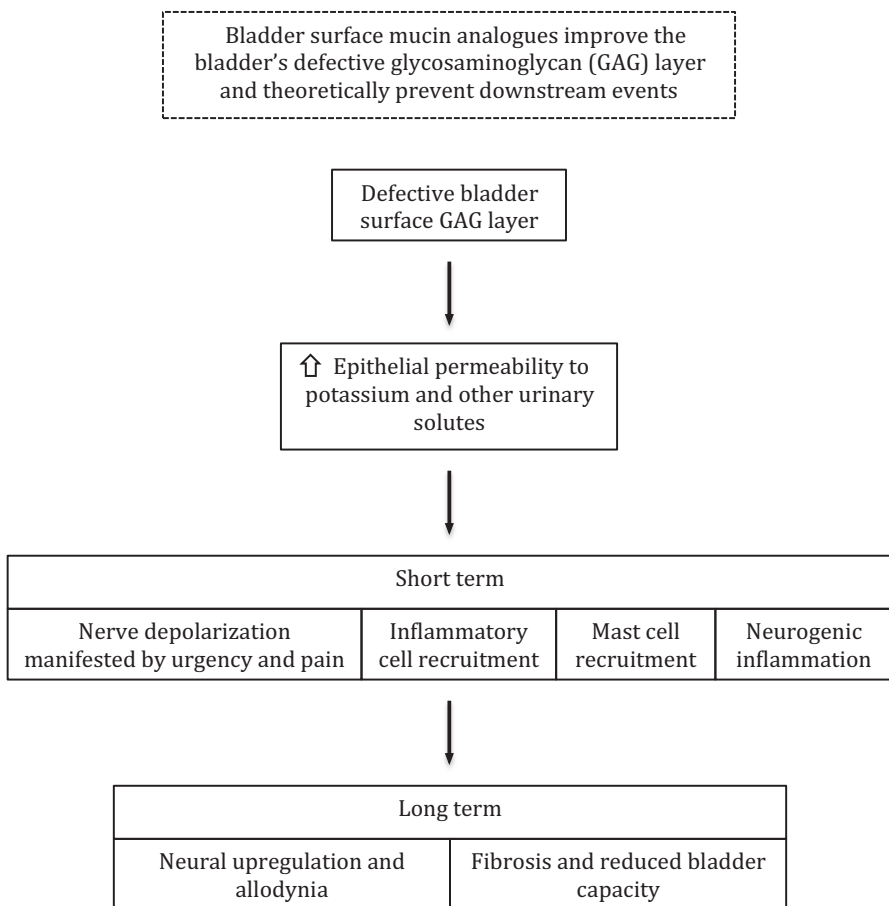 Bladder surface mucin analogues improve the
bladder’s defective glycosaminoglycan (GAG) layer
and theoretically prevent downstream events
Defective bladder
surface GAG layer
⇧ Epithelial permeability to
potassium and other urinary
solutes
Short term
Nerve depolarization
manifested by urgency and pain
Inflammatory
cell recruitment
Mast cell
recruitment
Neurogenic
inflammation
Long term
Neural upregulation and
allodynia
Fibrosis and reduced bladder
capacity